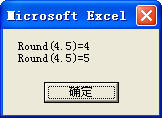 Microsoft Excel
Round(4.5)=4
Round(4.5)=5
确定